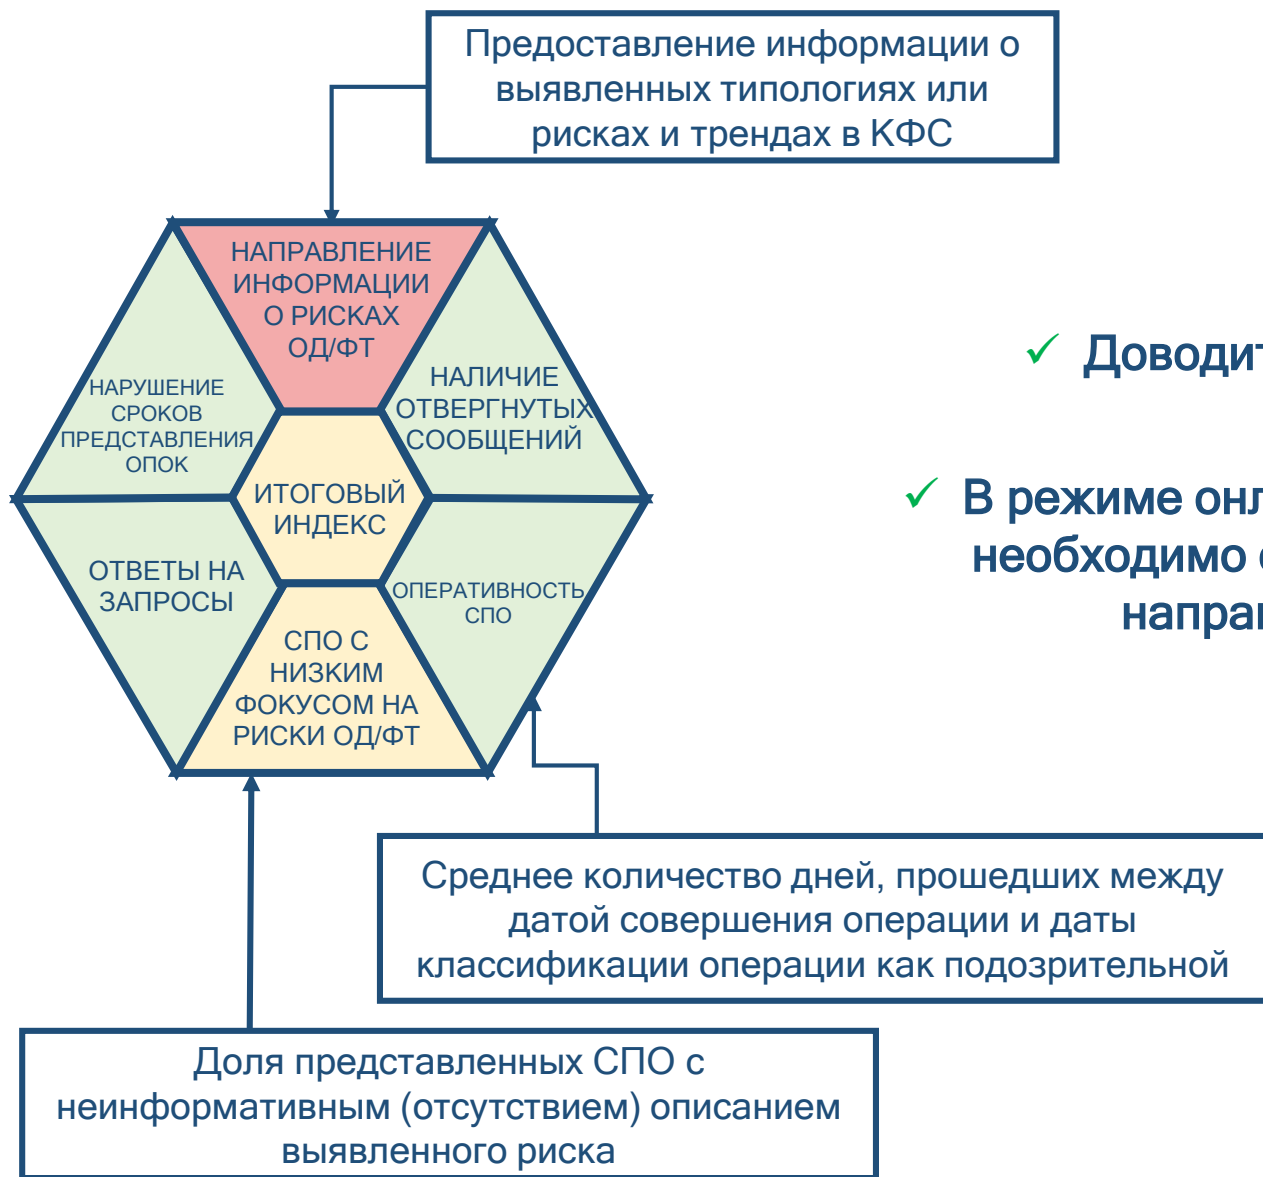 Предоставление информации о
выявленных типологиях или
рисках и трендах в КФС
НАПРАВЛЕНИЕ
ИНФОРМАЦИИ
О РИСКАХ
ОД/ФТ
НАРУШЕНИЕ
СРОКОВ
ПРЕДСТАВЛЕНИЯ
ОПОК
НАЛИЧИЕ
ОТВЕРГНУТЫХ
СООБЩЕНИЙ
ИТОГОВЫЙ
ИНДЕКС
ОТВЕТЫ НА
ЗАПРОСЫ
ОПЕРАТИВНОСТЬ
СПО
СПО С
НИЗКИМ
ФОКУСОМ НА
РИСКИ ОД/ФТ
✓ В режиме
необходимо
Среднее количество дней, прошедших между
датой совершения операции и даты
классификации операции как подозрительной
Доля представленных СПО с
неинформативным (отсутствием) описанием
выявленного риска